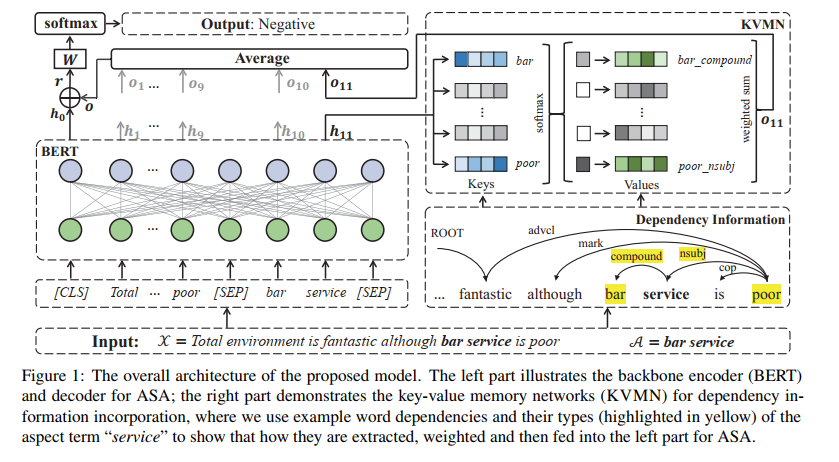 softmax
Output: Negative
KVMN
W
Average
r
o
h0
o1 ... o9 o10 o11
h1 ... h9 h10 h11
bar
bar_compound
⋮ ⋮
softmax
weighted sum
o11
poor
poor_nsubj
Keys
Values
BERT
...
...
[CLS] Total ... poor [SEP] bar service [SEP]
Dependency Information
ROOT
advcl
mark
compound
nsubj
cop
... fantastic although bar service is poor
Input: 𝒳 = Total environment is fantastic although bar service is poor 𝒜 = bar service
Figure 1: The overall architecture of the proposed model. The left part illustrates the backbone encoder (BERT)
and decoder for ASA; the right part demonstrates the key-value memory networks (KVMN) for dependency in-
formation incorporation, where we use example word dependencies and their types (highlighted in yellow) of the
aspect term “service” to show that how they are extracted, weighted and then fed into the left part for ASA.